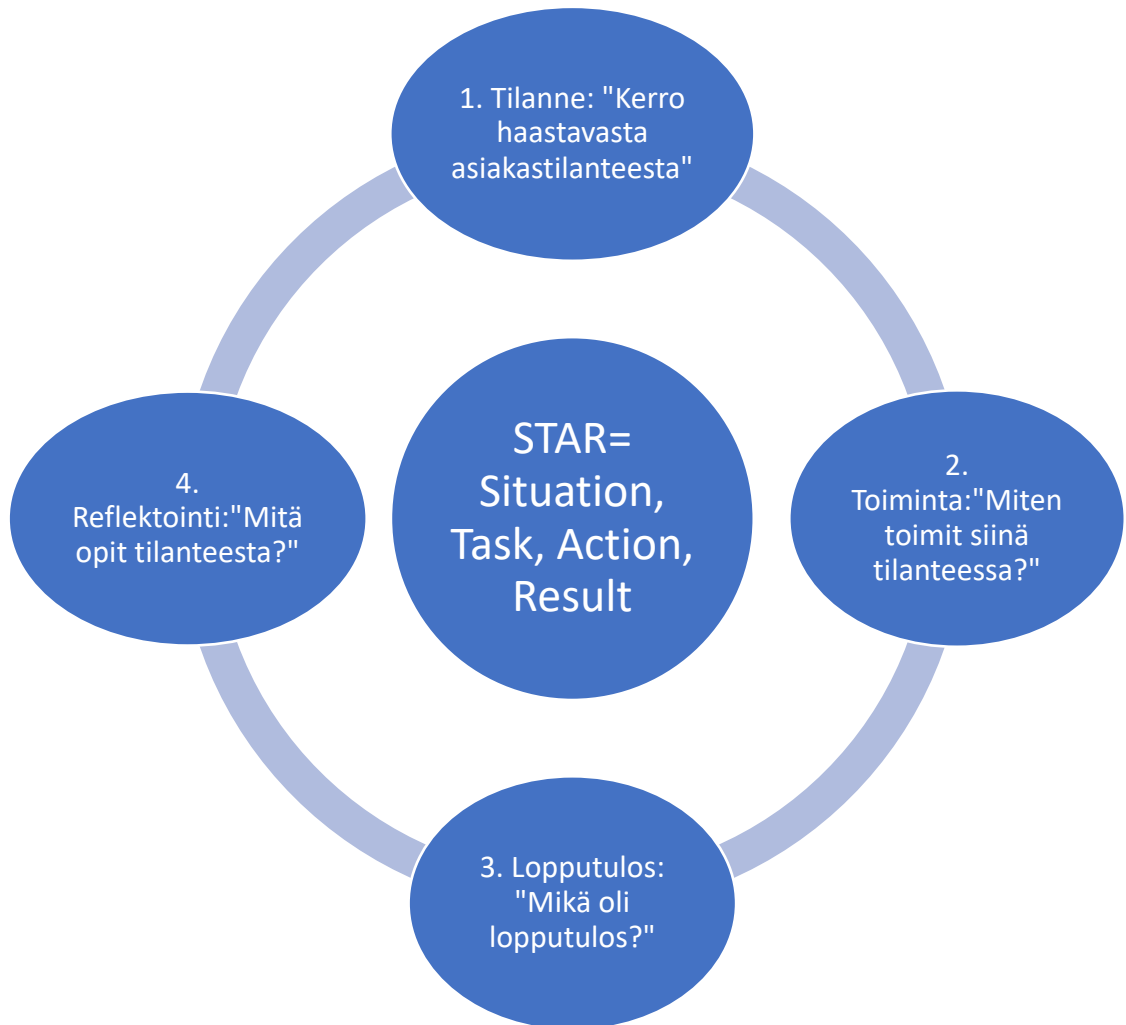 1. Tilanne: "Kerro
haastavasta
asiakastilanteesta"
STAR=
Situation,
Task, Action,
Result
2.
Toiminta:"Miten
toimit siinä
tilanteessa?"
3. Lopputulos:
"Mikä oli
lopputulos?"
4.
Reflektointi:"Mitä
opit tilanteesta?"